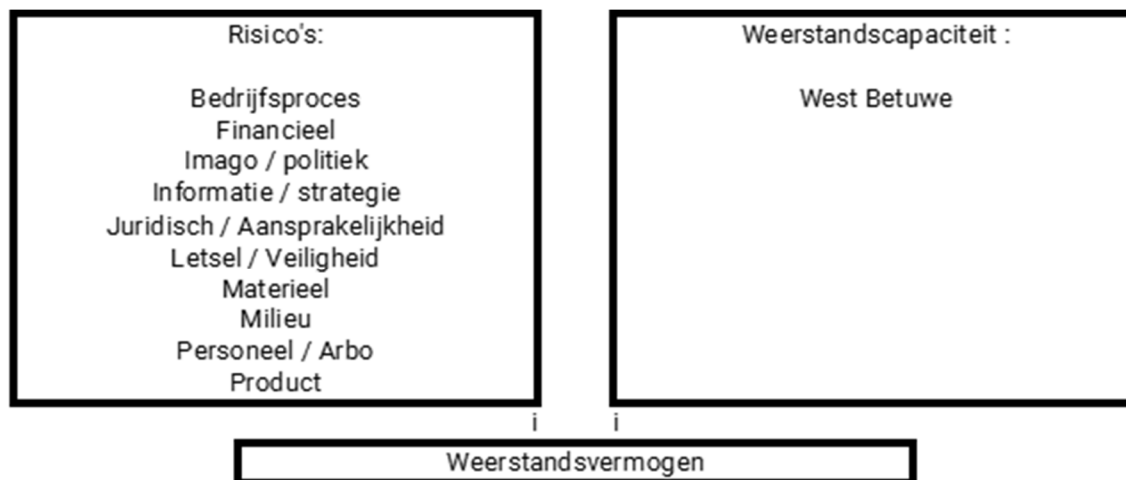 Risico's:
Bedrijfsproces
Financieel
Imago / politiek
Informatie / strategie
Juridisch / Aansprakelijkheid
Letsel / Veiligheid
Materieel
Milieu
Personeel / Arbo
Product
Weerstandscapaciteit :
West Betuwe
i i
Weerstandsvermogen